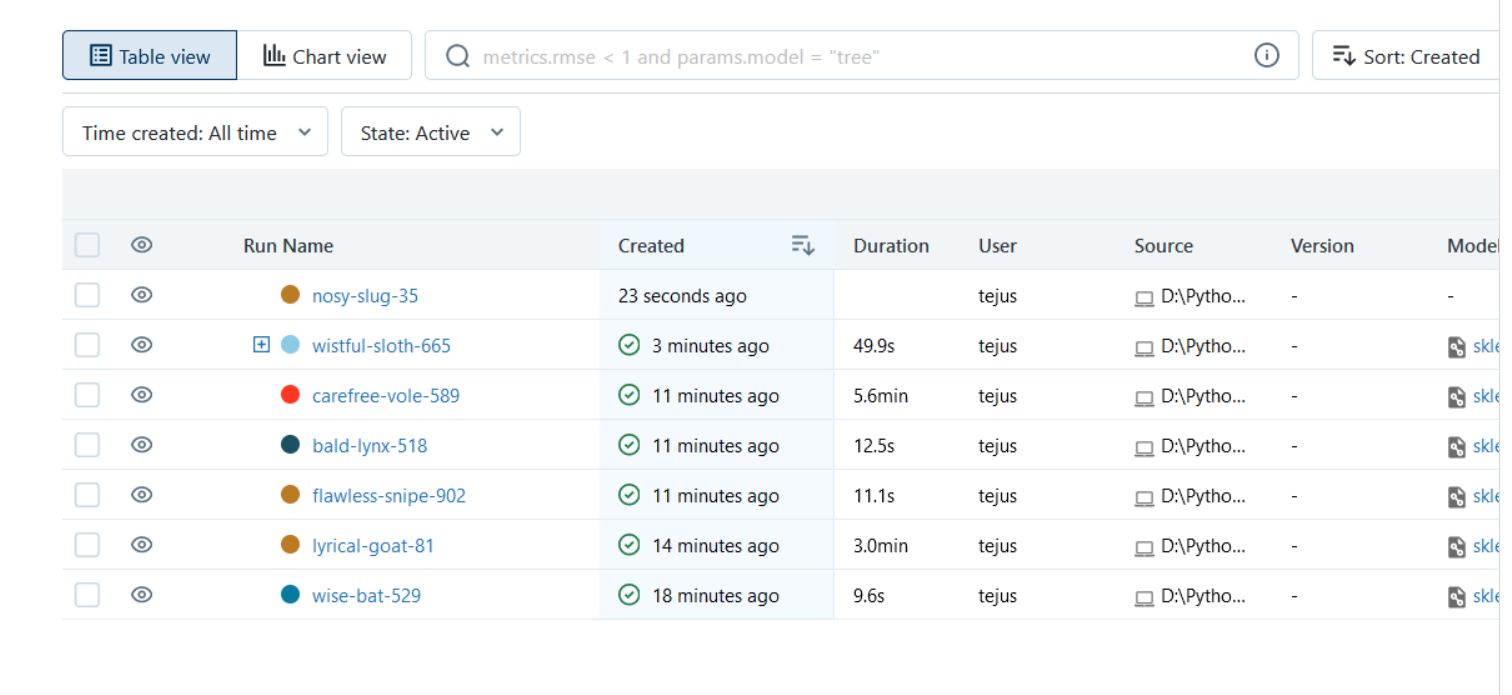 Table view Chart view metrics.rmse < 1 and params.model = "tree" Sort: Created
Time created: All time State: Active
Run Name Created Duration User Source Version Model
nosy-slug-35 23 seconds ago tejus D:\Pytho... - -
wistful-sloth-665 3 minutes ago 49.9s tejus D:\Pytho... - skle
carefree-vole-589 11 minutes ago 5.6min tejus D:\Pytho... - skle
bald-lynx-518 11 minutes ago 12.5s tejus D:\Pytho... - skle
flawless-snipe-902 11 minutes ago 11.1s tejus D:\Pytho... - skle
lyrical-goat-81 14 minutes ago 3.0min tejus D:\Pytho... - skle
wise-bat-529 18 minutes ago 9.6s tejus D:\Pytho... - skle